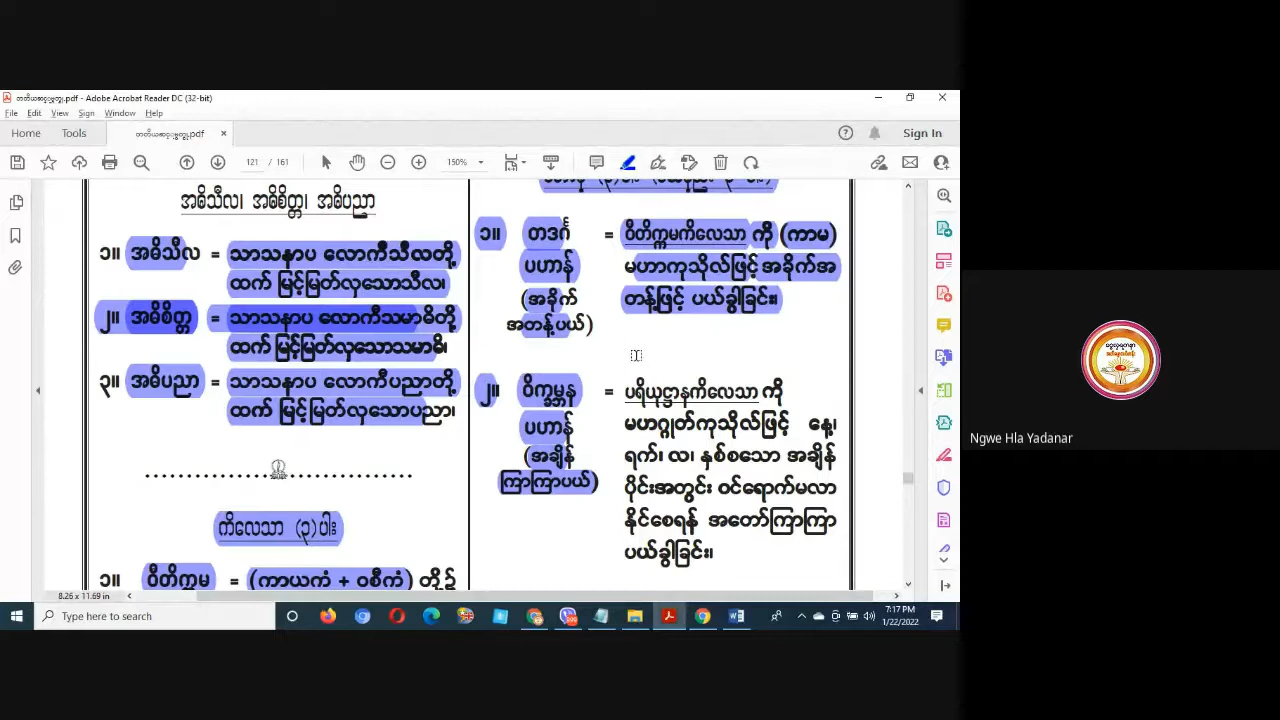 တတိယဆင့်မှတ်စု.pdf - Adobe Acrobat Reader DC (32-bit)
File Edit View Sign Window Help
Home Tools
Sign In
121 / 161
150%
အဓိသီလ၊ အဓိစိတ္တ၊ အဓိပညာ
၁။ အဓိသီလ = သာသနာပ လောကီသီလတို့
ထက် မြင့်မြတ်လှသောသီလ၊
၂။ အဓိစိတ္တ = သာသနာပ လောကီသမာဓိတို့
ထက် မြင့်မြတ်လှသောသမာဓိ၊
၃။ အဓိပညာ = သာသနာပ လောကီပညာတို့
ထက် မြင့်မြတ်လှသောပညာ၊
ကိလေသာ (၃)ပါး
၁။ ဝီတိက္ကမ = (ကာယကံ + ဝစီကံ) တို့၌
၁။ တဒင်္ဂ = ဝီတိက္ကမကိလေသာ ကို (ကာမ)
ပဟာန် မဟာကုသိုလ်ဖြင့် အခိုက်အ
(အခိုက် တန့်ဖြင့် ပယ်ခွါခြင်း၊
အတန့်ပယ်)
၂။ ဝိက္ခမ္ဘန = ပရိယုဋ္ဌာနကိလေသာ ကို
ပဟာန် မဟဂ္ဂုတ်ကုသိုလ်ဖြင့် နေ့၊
(အချိန် ရက်၊ လ၊ နှစ်စသော အချိန်
ကြာကြာပယ်) ပိုင်းအတွင်း ဝင်ရောက်မလာ
နိုင်စေရန် အတော်ကြာကြာ
ပယ်ခွါခြင်း၊
8.26 x 11.69 in
Type here to search
7:17 PM
1/22/2022
Ngwe Hla Yadanar